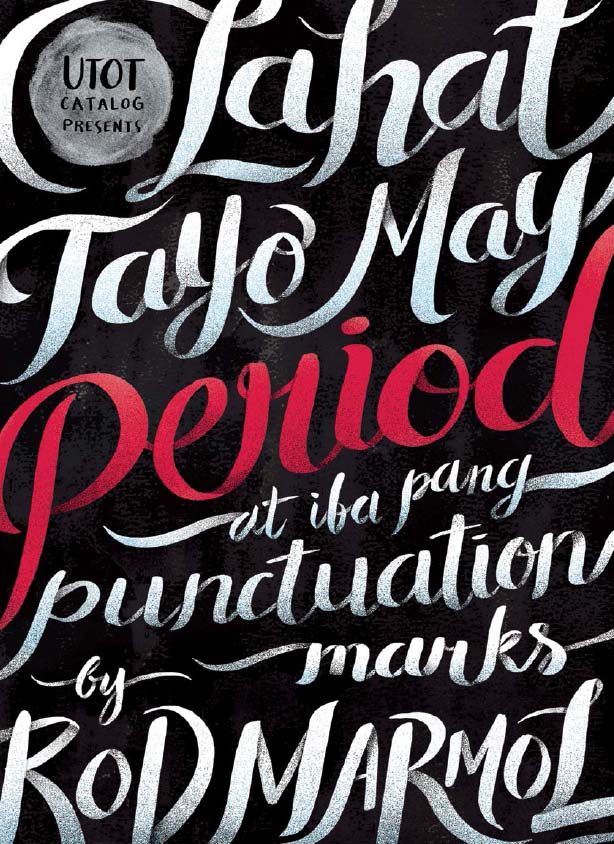 UTOT
CATALOG
PRESENTS
Lahat
Tayo May
Period
at iba pang
punctuation
marks
by
ROD MARMOL